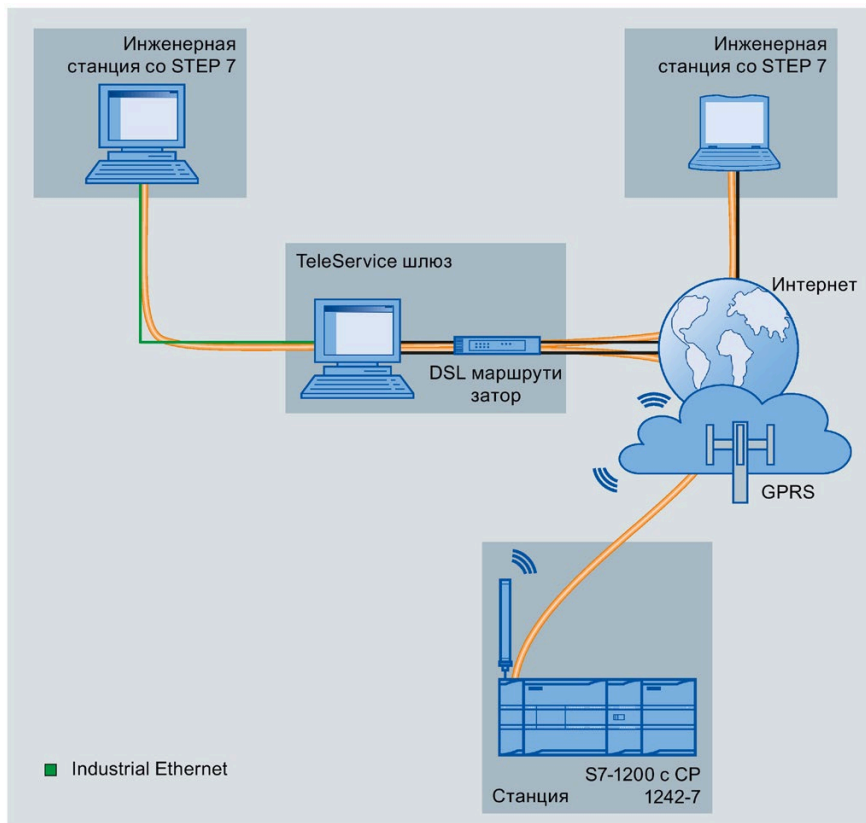 Инженерная
станция со STEP 7
Инженерная
станция со STEP 7
TeleService шлюз
Интернет
DSL маршрути
затор
GPRS
S7-1200 с CP
1242-7
Станция
Industrial Ethernet